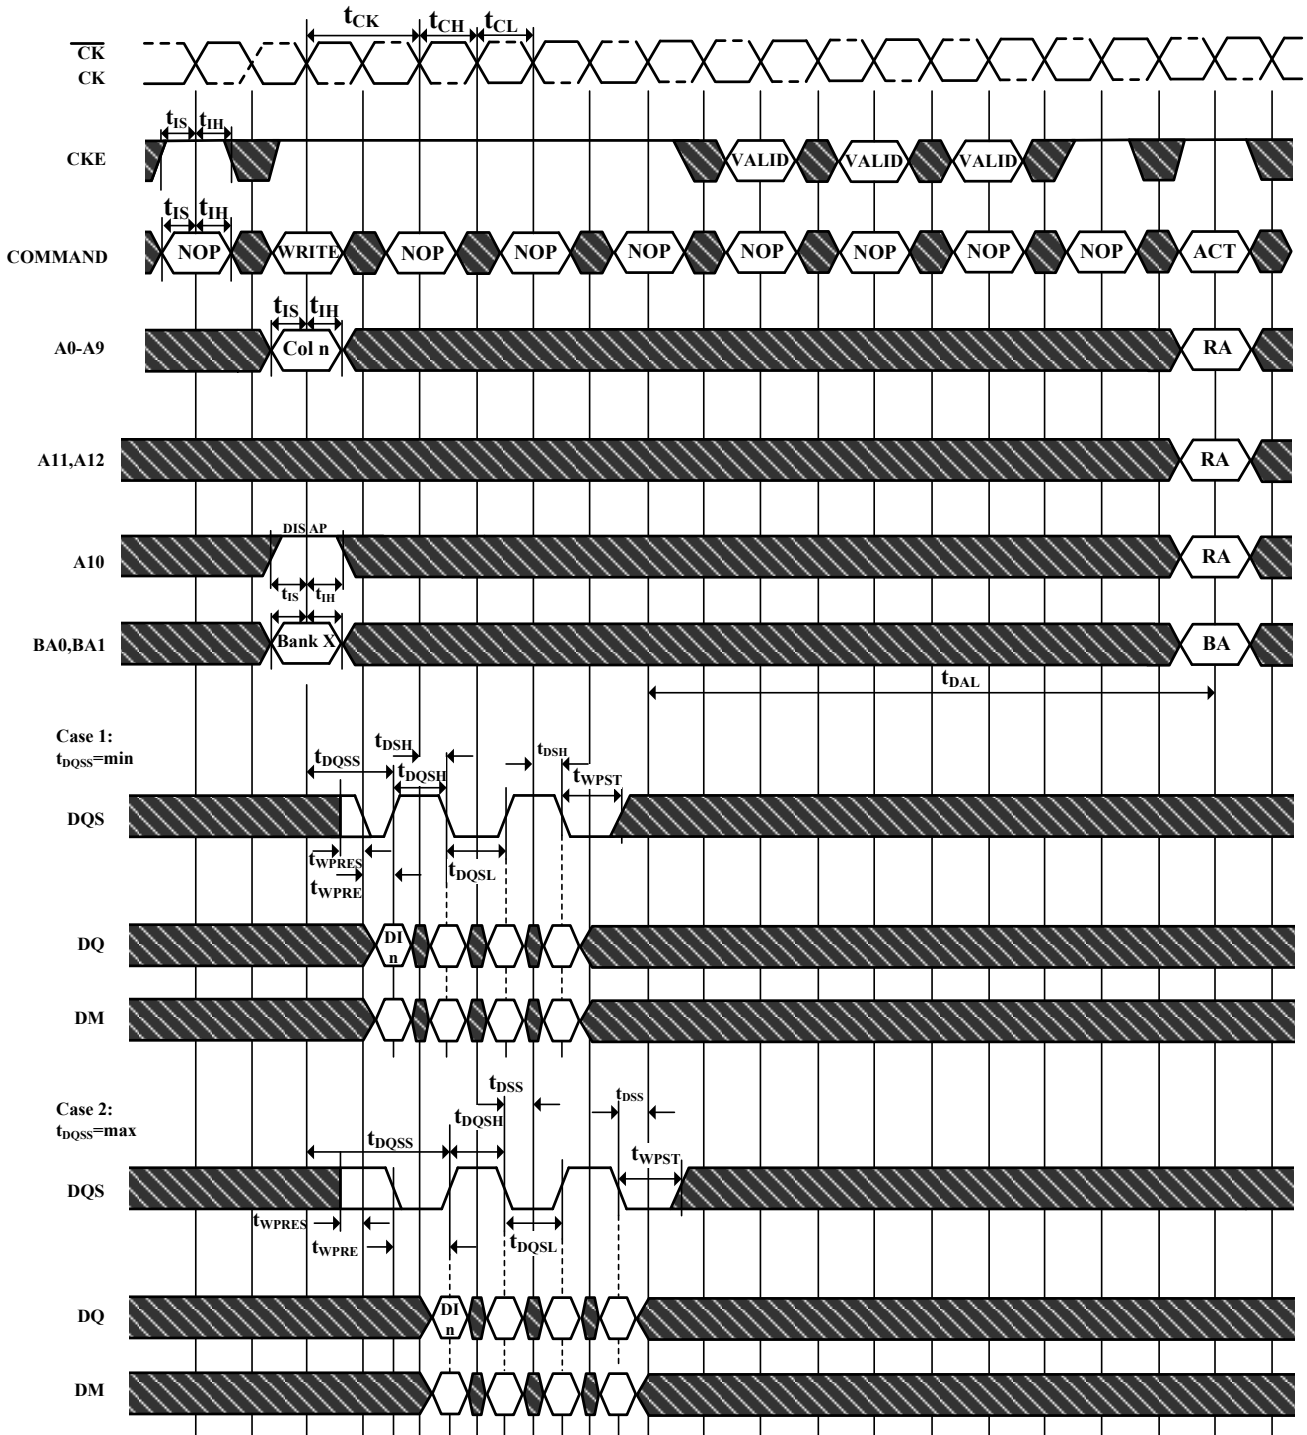 tCK tCH tCL
CK
CK
tIS tIH
CKE VALID VALID VALID
tIS tIH
COMMAND NOP WRITE NOP NOP NOP NOP NOP NOP NOP ACT
tIS tIH
A0-A9 Col n RA
A11,A12 RA
DIS AP
A10 RA
tIS tIH
BA0,BA1 Bank X BA
tDAL
Case 1:
tDQSS=min
tDSH tDSH
tDQSS tDQSH tWPST
DQS
tWPRES
tWPRE tDQSL
DQ DI
n
DM
Case 2:
tDQSS=max
tDSS tDSS
tDQSH
tDQSS tWPST
DQS
tWPRES
tWPRE tDQSL
DQ DI
n
DM